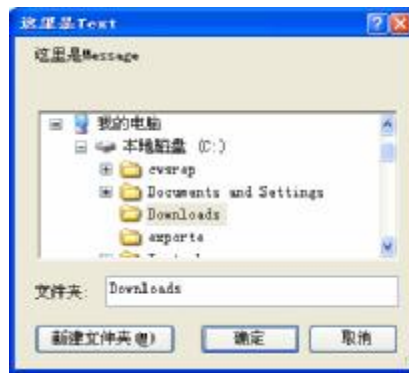 这里是Text
这里是Message
我的电脑
本地磁盘 (C:)
cwsrap
Documents and Settings
Downloads
exports
文件夹:
Downloads
新建文件夹(M)
确定
取消